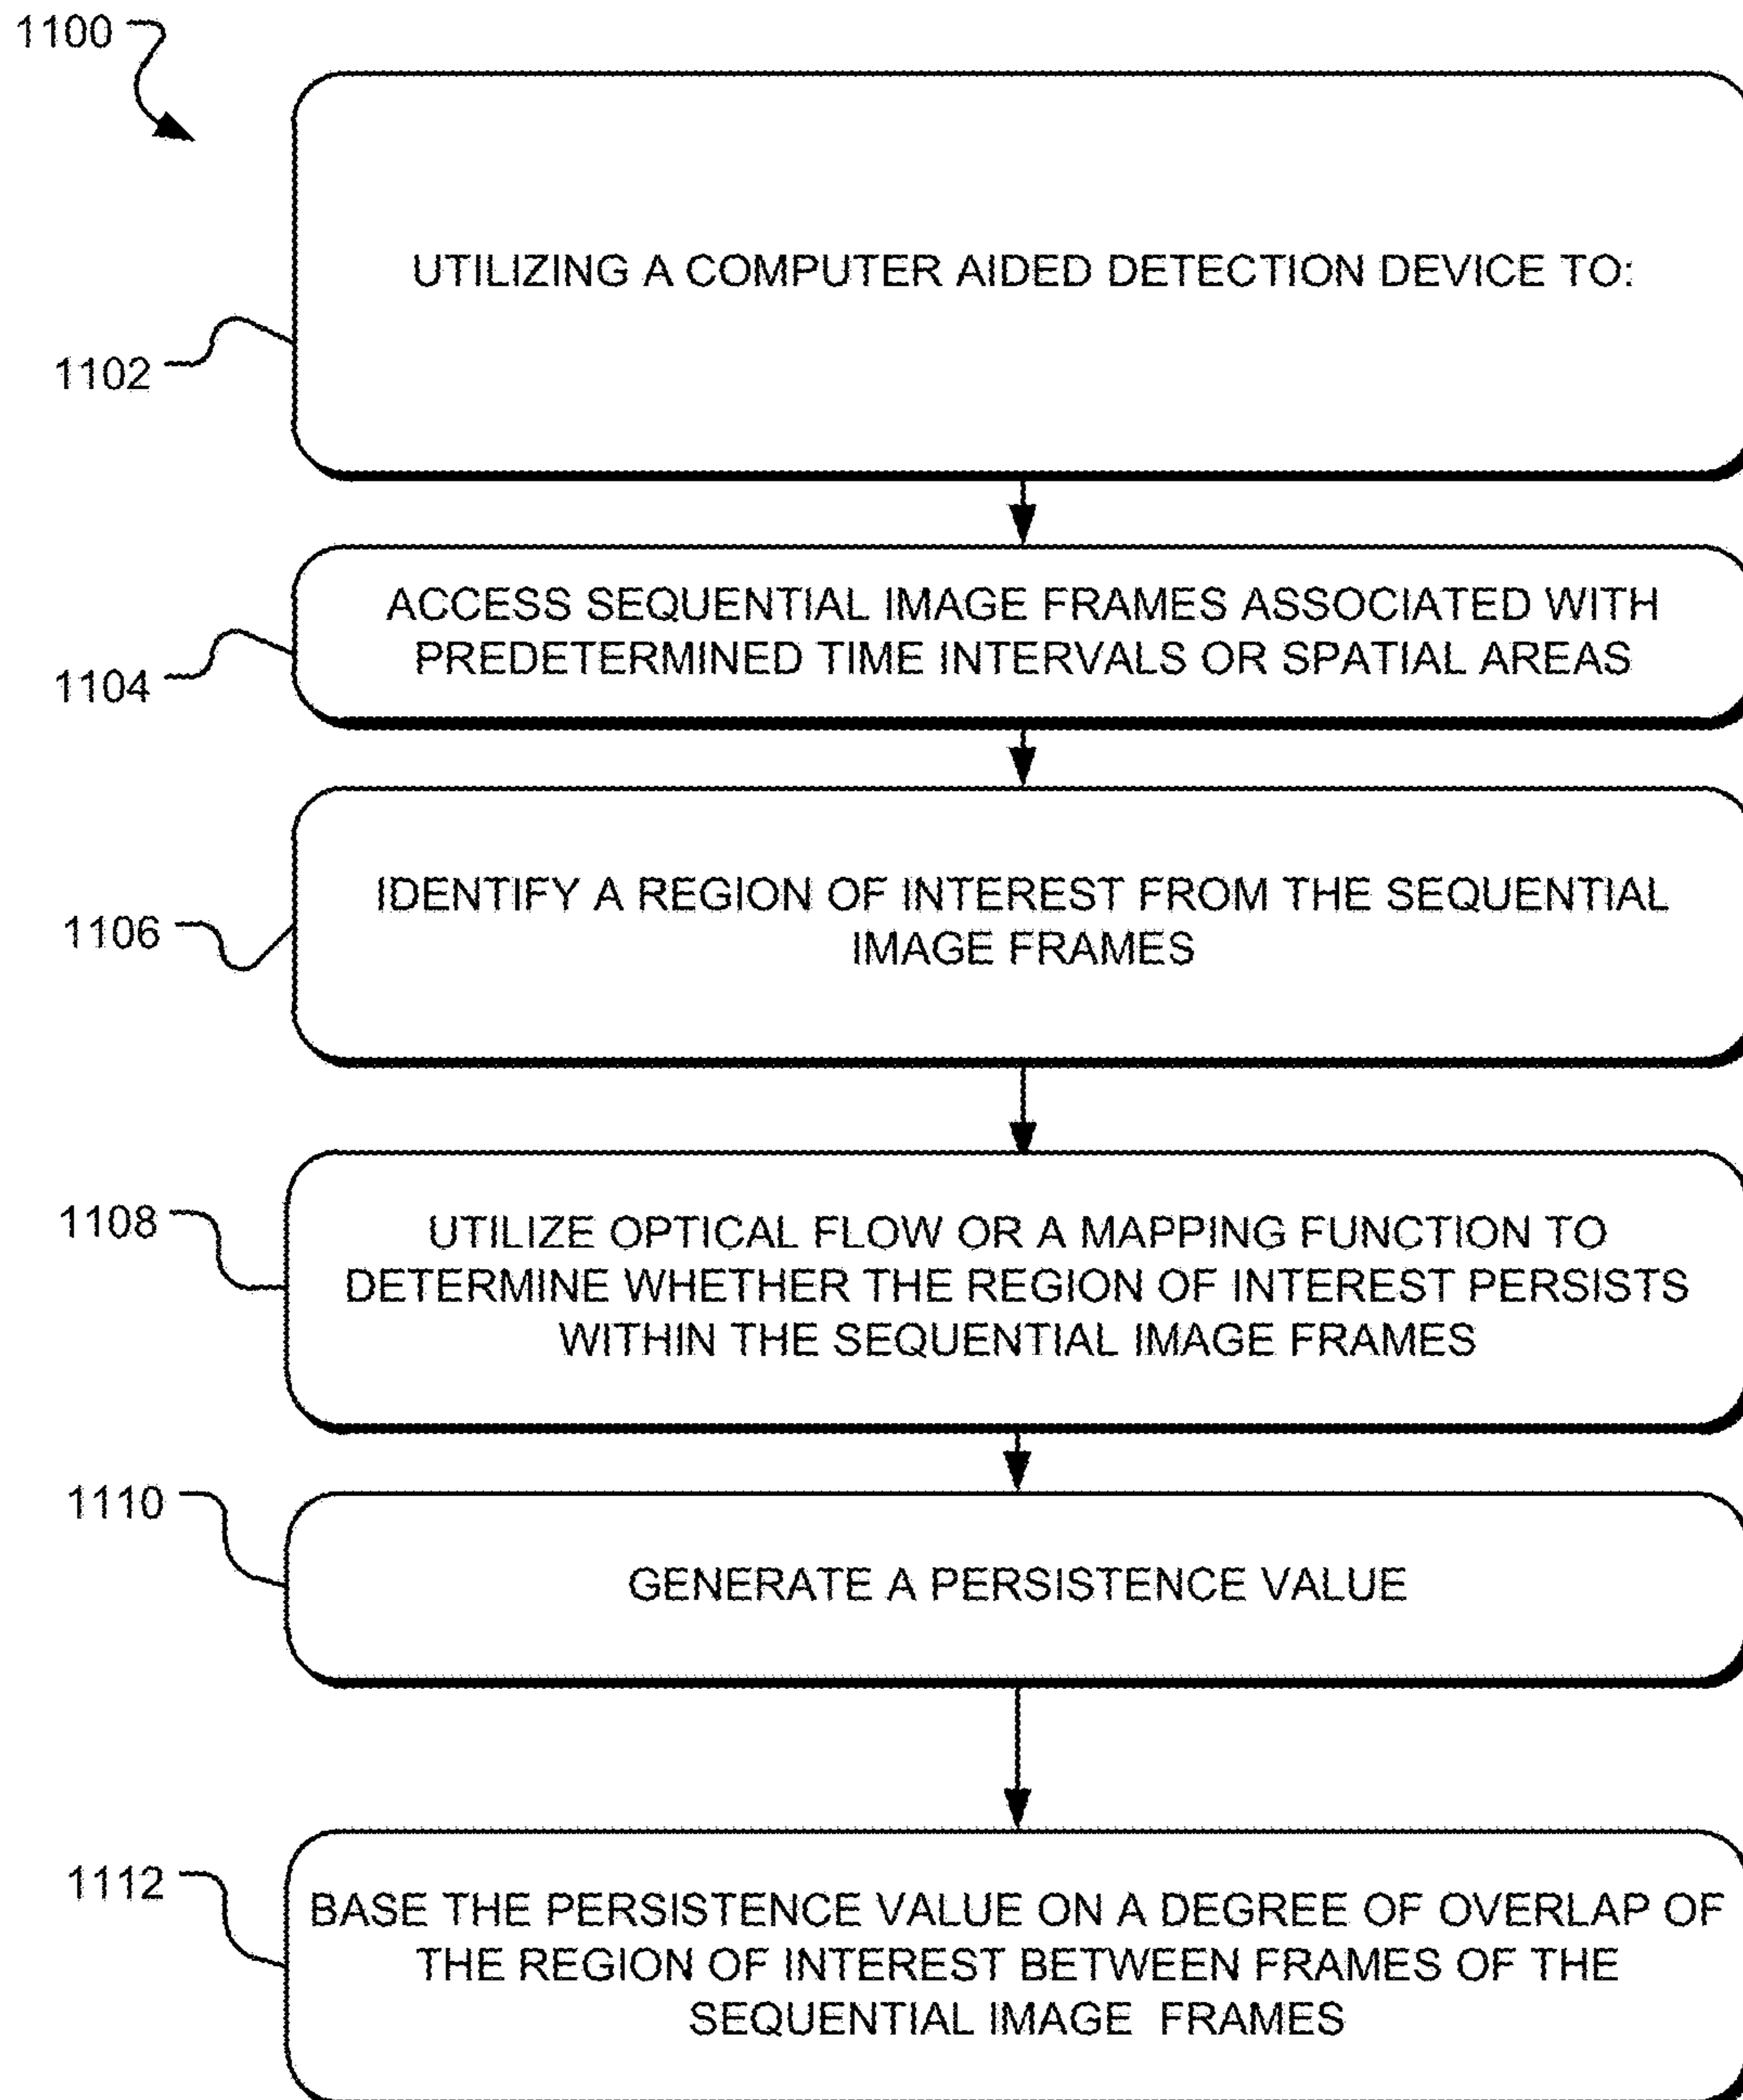 1100
UTILIZING A COMPUTER AIDED DETECTION DEVICE TO:
1102
ACCESS SEQUENTIAL IMAGE FRAMES ASSOCIATED WITH
PREDETERMINED TIME INTERVALS OR SPATIAL AREAS
1104
IDENTIFY A REGION OF INTEREST FROM THE SEQUENTIAL
IMAGE FRAMES
1106
1108
UTILIZE OPTICAL FLOW OR A MAPPING FUNCTION TO
DETERMINE WHETHER THE REGION OF INTEREST PERSISTS
WITHIN THE SEQUENTIAL IMAGE FRAMES
1110
GENERATE A PERSISTENCE VALUE
1112
BASE THE PERSISTENCE VALUE ON A DEGREE OF OVERLAP OF
THE REGION OF INTEREST BETWEEN FRAMES OF THE
SEQUENTIAL IMAGE FRAMES